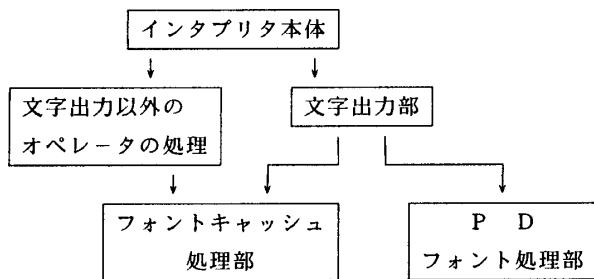 インタプリタ本体
文字出力以外の
オペレータの処理
文字出力部
フォントキャッシュ
処理部
P D
フォント処理部